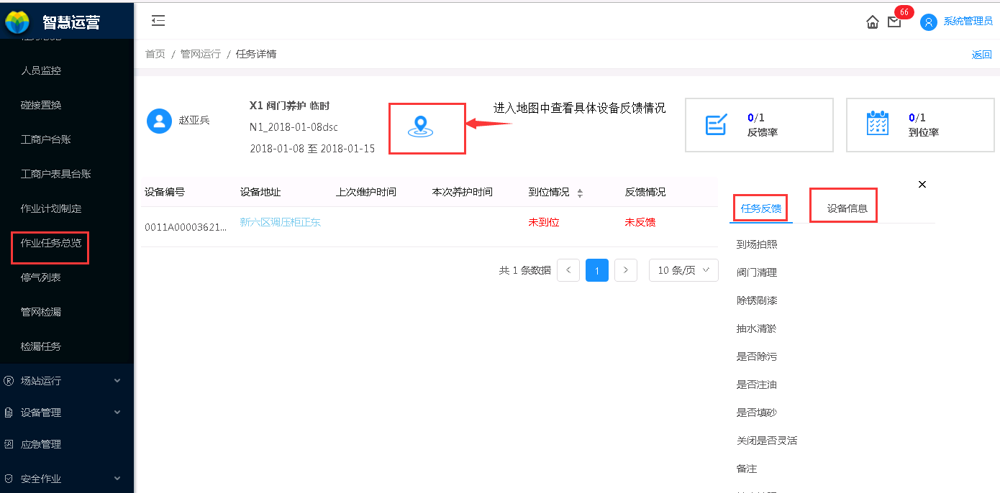 智慧运营
66
系统管理员
首页 / 管网运行 / 任务详情
返回
人员监控
碰接置换
工商户台账
工商户表具台账
作业计划制定
作业任务总览
停气列表
管网检漏
检漏任务
场站运行
设备管理
应急管理
安全作业
赵亚兵
X1 阀门养护 临时
N1_2018-01-08dsc
2018-01-08 至 2018-01-15
进入地图中查看具体设备反馈情况
0/1
反馈率
0/1
到位率
设备编号 设备地址 上次维护时间 本次养护时间 到位情况 反馈情况
0011A00003621... 新六区调压柜正东 未到位 未反馈
共 1 条数据 < 1 > 10 条/页
任务反馈 设备信息
到场拍照
阀门清理
除锈刷漆
抽水清淤
是否除污
是否注油
是否填砂
关闭是否灵活
备注